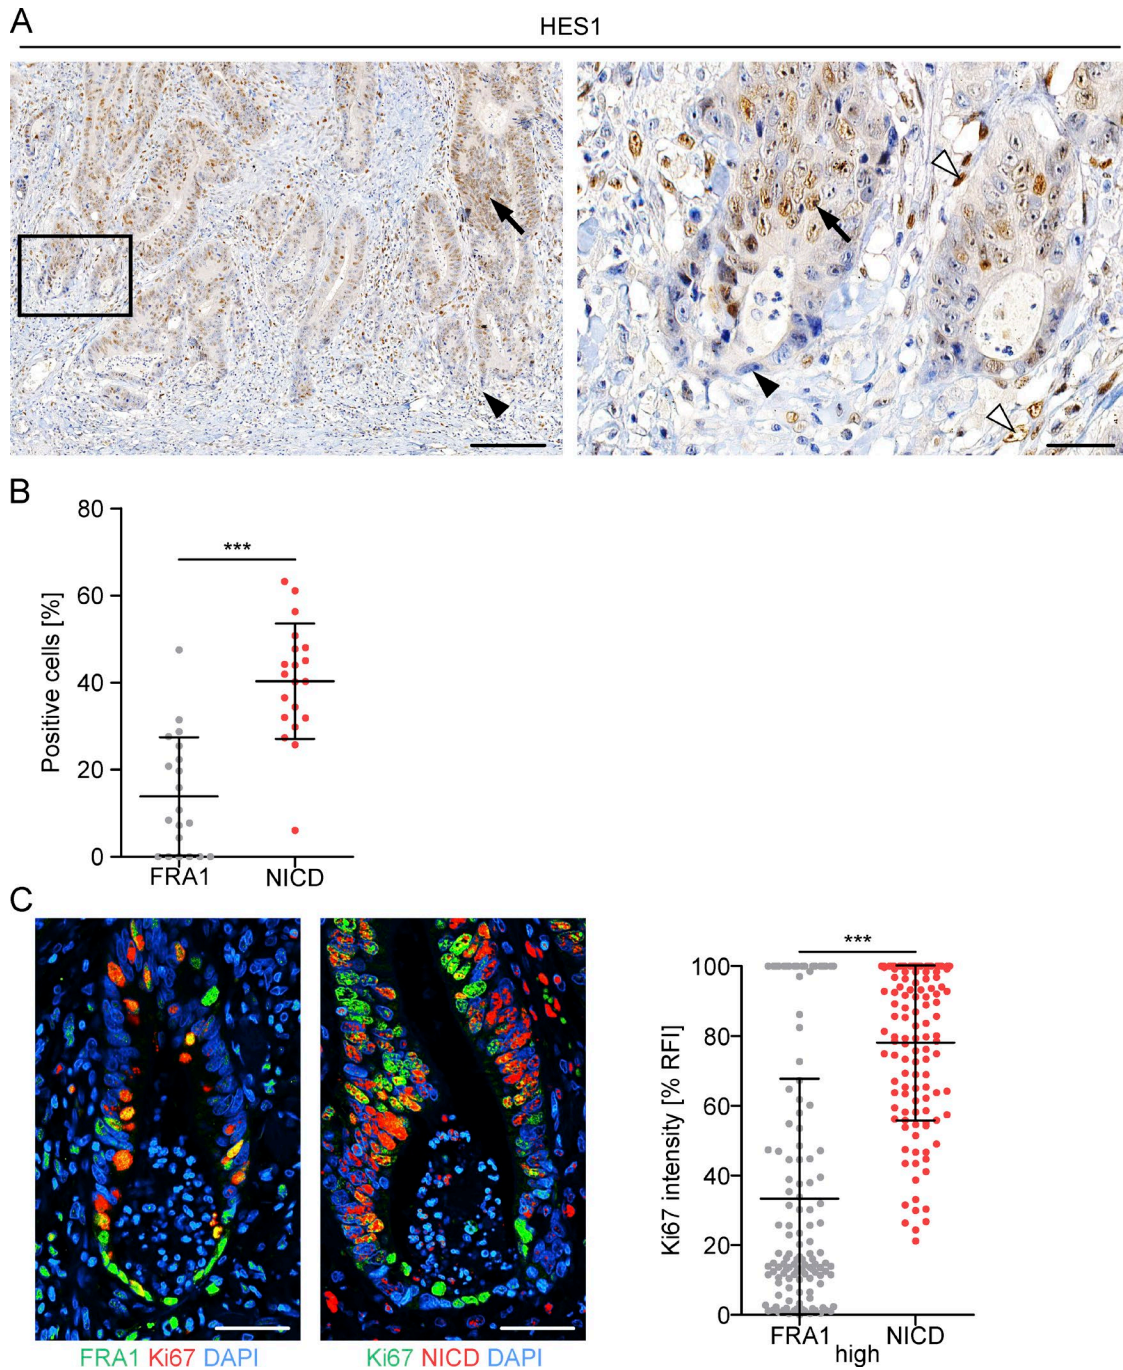 A
HES1
B
80
60
40
20
0
Positive cells [%]
***
FRA1
NICD
C
FRA1 Ki67 DAPI
Ki67 NICD DAPI
100
80
60
40
20
0
Ki67 intensity [% RFI]
***
FRA1
NICD
high